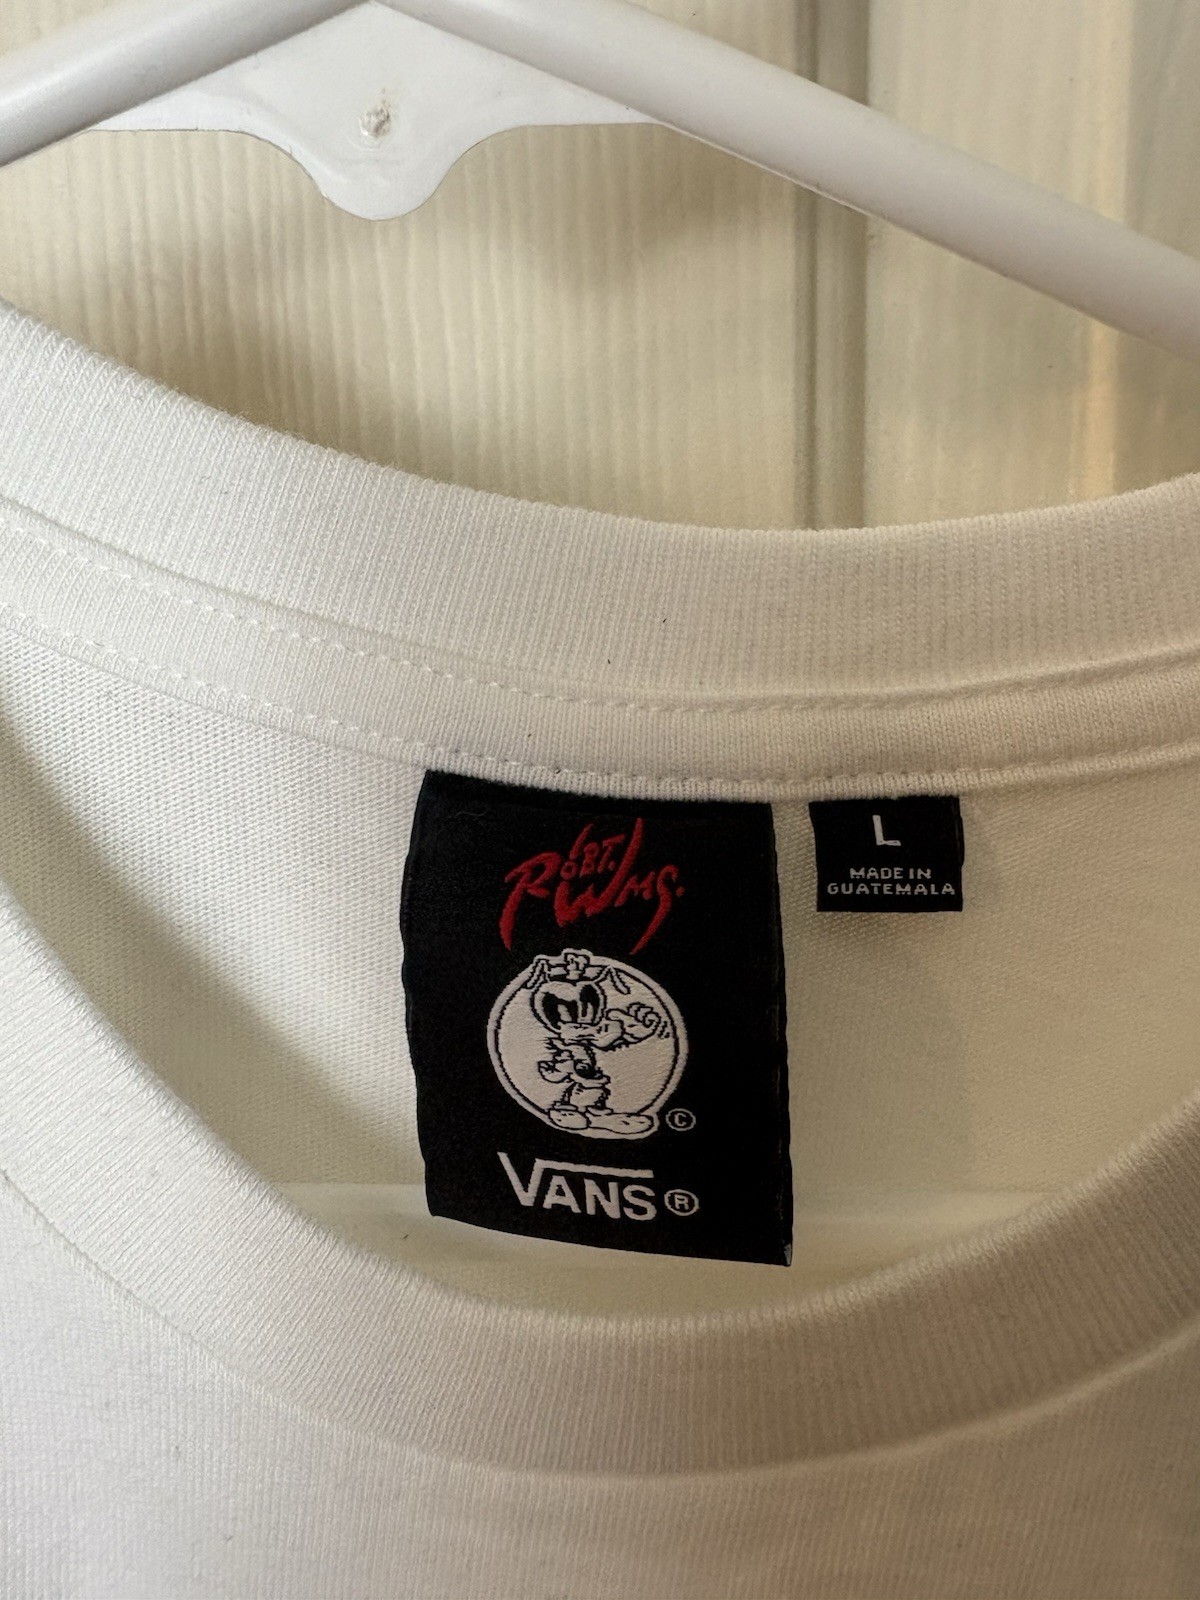 ROBT.
WMS.
©
VANS®
L
MADE IN
GUATEMALA